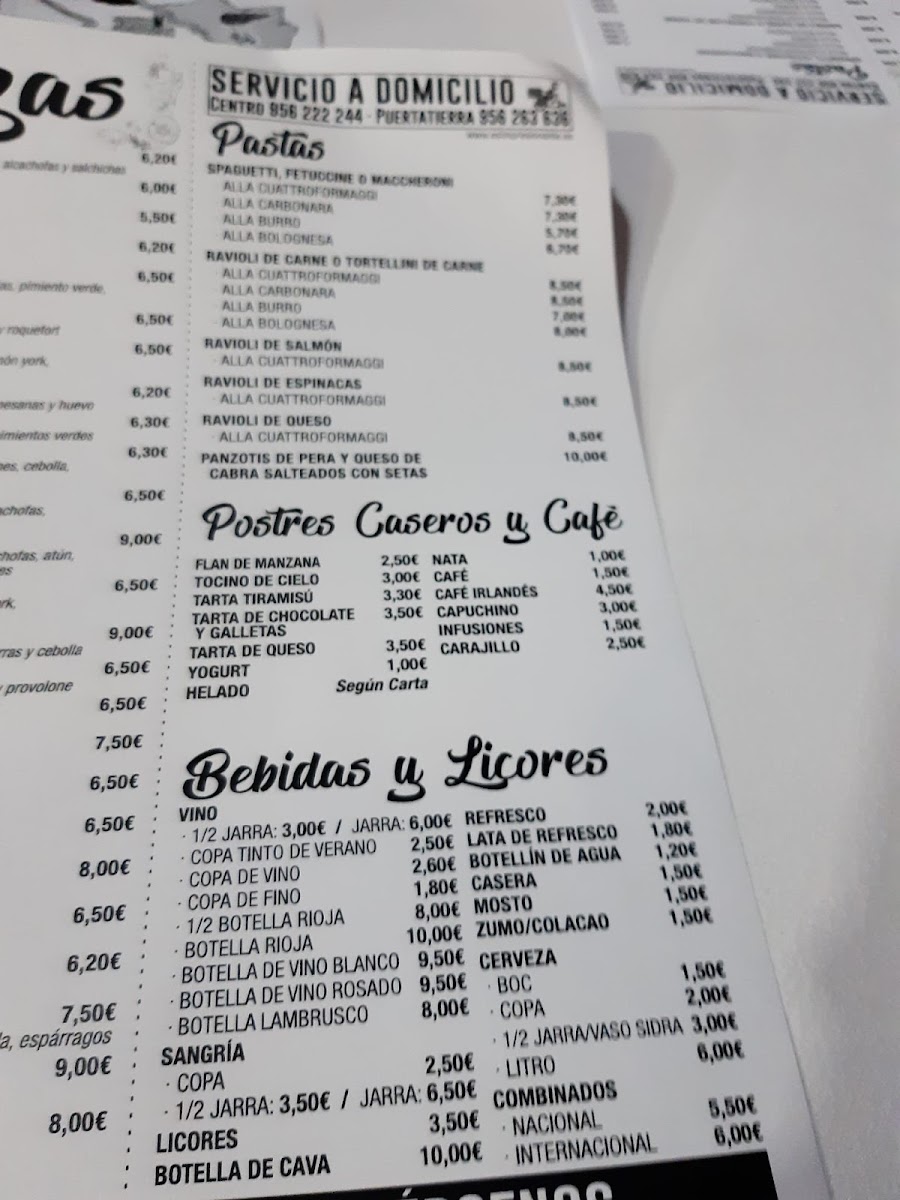 zas
alcachofas y salchichas
6,20€
6,00€
5,50€
6,20€
6,50€
as, pimiento verde,
6,50€
y roquefort
6,50€
món york,
6,20€
mesanas y huevo
6,30€
imientos verdes
6,30€
nes, cebolla,
6,50€
achofas,
9,00€
chofas, atún,
es
6,50€
ork,
9,00€
rras y cebolla
6,50€
y provolone
6,50€
7,50€
6,50€
6,50€
8,00€
6,50€
6,20€
7,50€
la, espárragos
9,00€
8,00€
SERVICIO A DOMICILIO
CENTRO 956 222 244 · PUERTATIERRA 956 263 636
Pastas
SPAGUETTI, FETUCCINE O MACCHERONI
· ALLA CUATTROFORMAGGI 7,30€
· ALLA CARBONARA 7,30€
· ALLA BURRO 5,70€
· ALLA BOLOGNESA 6,70€
RAVIOLI DE CARNE O TORTELLINI DE CARNE
· ALLA CUATTROFORMAGGI 8,50€
· ALLA CARBONARA 8,50€
· ALLA BURRO 7,00€
· ALLA BOLOGNESA 8,00€
RAVIOLI DE SALMÓN
· ALLA CUATTROFORMAGGI 8,50€
RAVIOLI DE ESPINACAS
· ALLA CUATTROFORMAGGI 8,50€
RAVIOLI DE QUESO
· ALLA CUATTROFORMAGGI 8,50€
PANZOTIS DE PERA Y QUESO DE 10,00€
CABRA SALTEADOS CON SETAS
Postres Caseros y Café
FLAN DE MANZANA 2,50€
TOCINO DE CIELO 3,00€
TARTA TIRAMISÚ 3,30€
TARTA DE CHOCOLATE 3,50€
Y GALLETAS
TARTA DE QUESO 3,50€
YOGURT 1,00€
HELADO Según Carta
NATA 1,00€
CAFÉ 1,50€
CAFÉ IRLANDÉS 4,50€
CAPUCHINO 3,00€
INFUSIONES 1,50€
CARAJILLO 2,50€
Bebidas y Licores
VINO
· 1/2 JARRA: 3,00€ / JARRA: 6,00€
· COPA TINTO DE VERANO 2,50€
· COPA DE VINO 2,60€
· COPA DE FINO 1,80€
· 1/2 BOTELLA RIOJA 8,00€
· BOTELLA RIOJA 10,00€
· BOTELLA DE VINO BLANCO 9,50€
· BOTELLA DE VINO ROSADO 9,50€
· BOTELLA LAMBRUSCO 8,00€
SANGRÍA
· COPA 2,50€
· 1/2 JARRA: 3,50€ / JARRA: 6,50€
LICORES 3,50€
BOTELLA DE CAVA 10,00€
REFRESCO 2,00€
LATA DE REFRESCO 1,80€
BOTELLÍN DE AGUA 1,20€
CASERA 1,50€
MOSTO 1,50€
ZUMO/COLACAO 1,50€
CERVEZA
· BOC 1,50€
· COPA 2,00€
· 1/2 JARRA/VASO SIDRA 3,00€
· LITRO 6,00€
COMBINADOS
· NACIONAL 5,50€
· INTERNACIONAL 6,00€
SERVICIO A DOMICILIO
Pastas